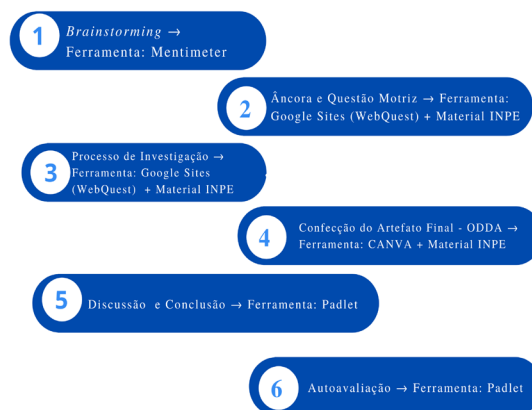 1
Brainstorming →
Ferramenta: Mentimeter
2
Âncora e Questão Motriz → Ferramenta:
Google Sites (WebQuest) + Material INPE
3
Processo de Investigação →
Ferramenta: Google Sites
(WebQuest) + Material INPE
4
Confecção do Artefato Final - ODDA →
Ferramenta: CANVA + Material INPE
5
Discussão e Conclusão → Ferramenta: Padlet
6
Autoavaliação → Ferramenta: Padlet